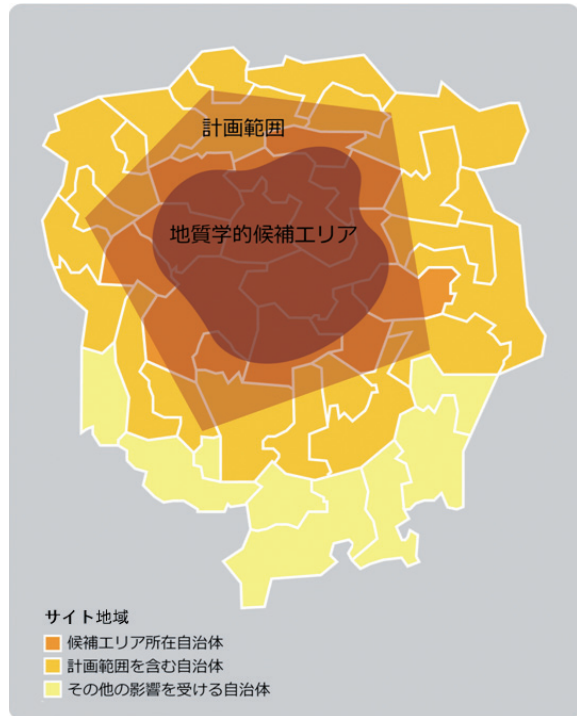 計画範囲
地質学的候補エリア
サイト地域
候補エリア所在自治体
計画範囲を含む自治体
その他の影響を受ける自治体